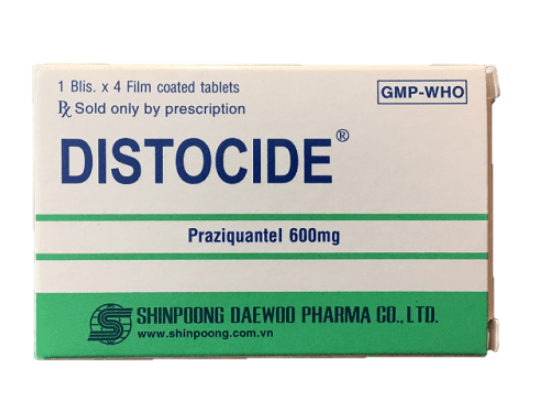 1 Blis. x 4 Film coated tablets
GMP-WHO
℞ Sold only by prescription
DISTOCIDE®
Praziquantel 600mg
SHINPOONG DAEWOO PHARMA CO., LTD.
www.shinpoong.com.vn